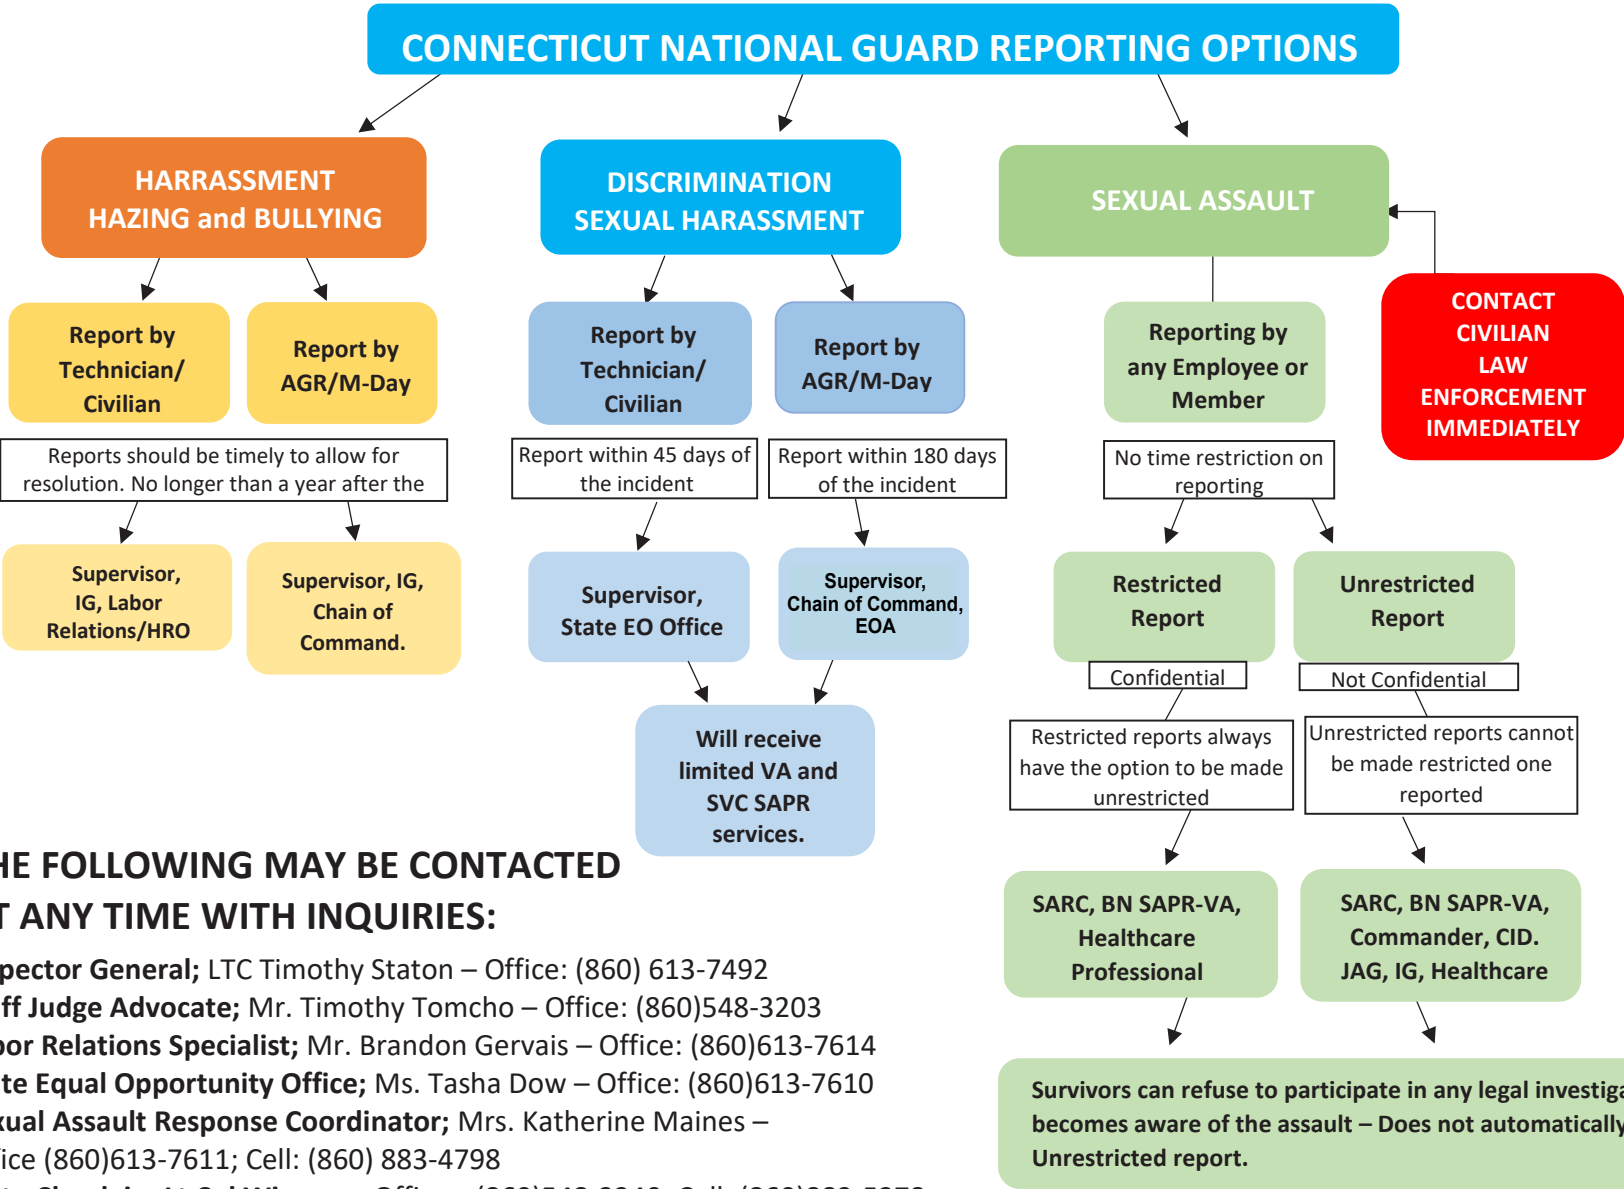 CONNECTICUT NATIONAL GUARD REPORTING OPTIONS
HARRASSMENT
HAZING and BULLYING
DISCRIMINATION
SEXUAL HARASSMENT
SEXUAL ASSAULT
CONTACT
CIVILIAN
LAW
ENFORCEMENT
IMMEDIATELY
Report by
Technician/
Civilian
Report by
AGR/M-Day
Report by
Technician/
Civilian
Report by
AGR/M-Day
Reporting by
any Employee or
Member
Reports should be timely to allow for
resolution. No longer than a year after the
Report within 45 days of
the incident
Report within 180 days
of the incident
No time restriction on
reporting
Supervisor,
IG, Labor
Relations/HRO
Supervisor, IG,
Chain of
Command.
Supervisor,
State EO Office
Supervisor,
Chain of Command,
EOA
Restricted
Report
Unrestricted
Report
Confidential
Not Confidential
Will receive
limited VA and
SVC SAPR
services.
Restricted reports always
have the option to be made
unrestricted
Unrestricted reports cannot
be made restricted one
reported
SARC, BN SAPR-VA,
Healthcare
Professional
SARC, BN SAPR-VA,
Commander, CID.
JAG, IG, Healthcare
HE FOLLOWING MAY BE CONTACTED
T ANY TIME WITH INQUIRIES:
pector General; LTC Timothy Staton – Office: (860) 613-7492
ff Judge Advocate; Mr. Timothy Tomcho – Office: (860)548-3203
bor Relations Specialist; Mr. Brandon Gervais – Office: (860)613-7614
te Equal Opportunity Office; Ms. Tasha Dow – Office: (860)613-7610
xual Assault Response Coordinator; Mrs. Katherine Maines –
fice (860)613-7611; Cell: (860) 883-4798
Survivors can refuse to participate in any legal investiga
becomes aware of the assault – Does not automatically
Unrestricted report.